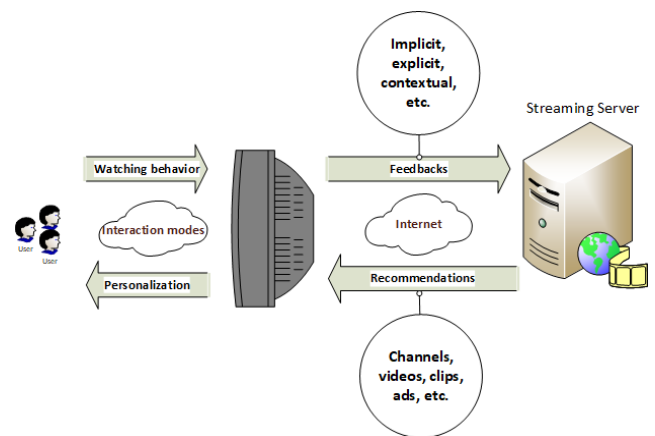 Implicit,
explicit,
contextual,
etc.
Streaming Server
Watching behavior
Feedbacks
Interaction modes
Internet
User
User
Personalization
Recommendations
Channels,
videos, clips,
ads, etc.